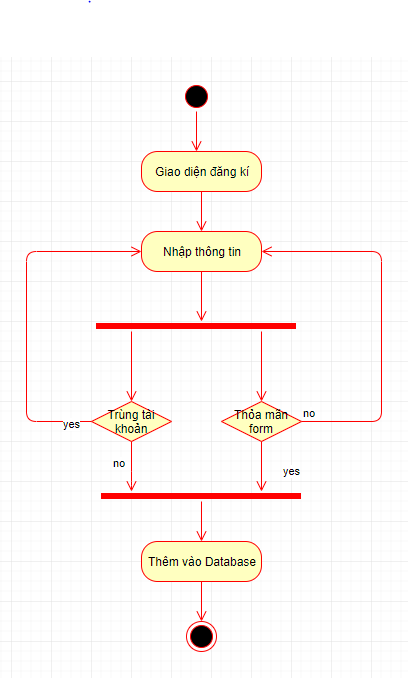 Giao diện đăng kí
Nhập thông tin
Trùng tài
khoản
Thỏa mãn
form
yes
no
no
yes
Thêm vào Database